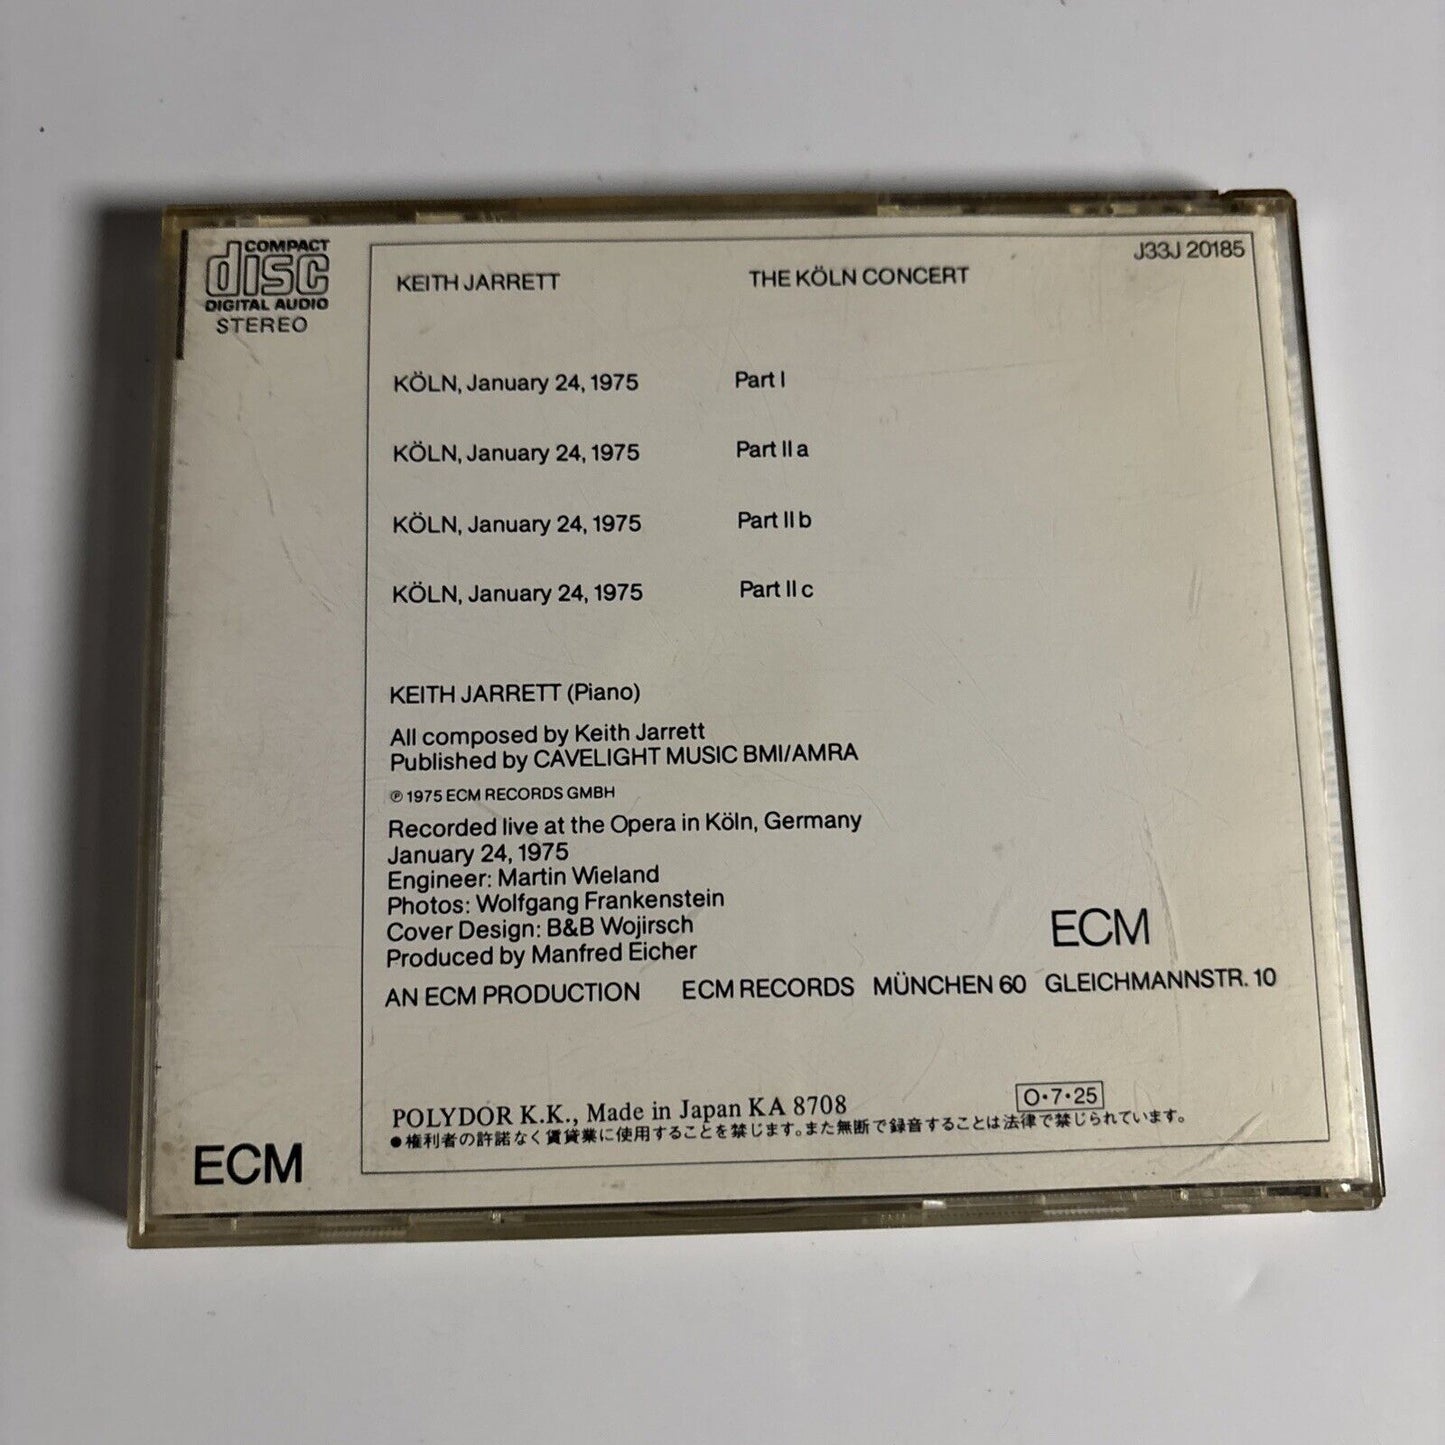 COMPACT
disc
DIGITAL AUDIO
STEREO
J33J 20185
KEITH JARRETT THE KÖLN CONCERT
KÖLN, January 24, 1975 Part I
KÖLN, January 24, 1975 Part II a
KÖLN, January 24, 1975 Part II b
KÖLN, January 24, 1975 Part II c
KEITH JARRETT (Piano)
All composed by Keith Jarrett
Published by CAVELIGHT MUSIC BMI/AMRA
℗ 1975 ECM RECORDS GMBH
Recorded live at the Opera in Köln, Germany
January 24, 1975
Engineer: Martin Wieland
Photos: Wolfgang Frankenstein
Cover Design: B&B Wojirsch
Produced by Manfred Eicher
ECM
AN ECM PRODUCTION ECM RECORDS MÜNCHEN 60 GLEICHMANNSTR. 10
POLYDOR K.K., Made in Japan KA 8708 O・7・25
●権利者の許諾なく賃貸業に使用することを禁じます。また無断で録音することは法律で禁じられています。
ECM